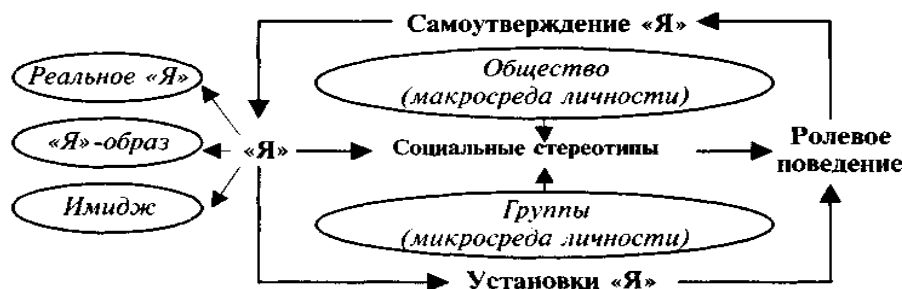 Самоутверждение «Я»
Реальное «Я»
Общество
(макросреда личности)
«Я»-образ
«Я»
Социальные стереотипы
Ролевое
поведение
Имидж
Группы
(микросреда личности)
Установки «Я»